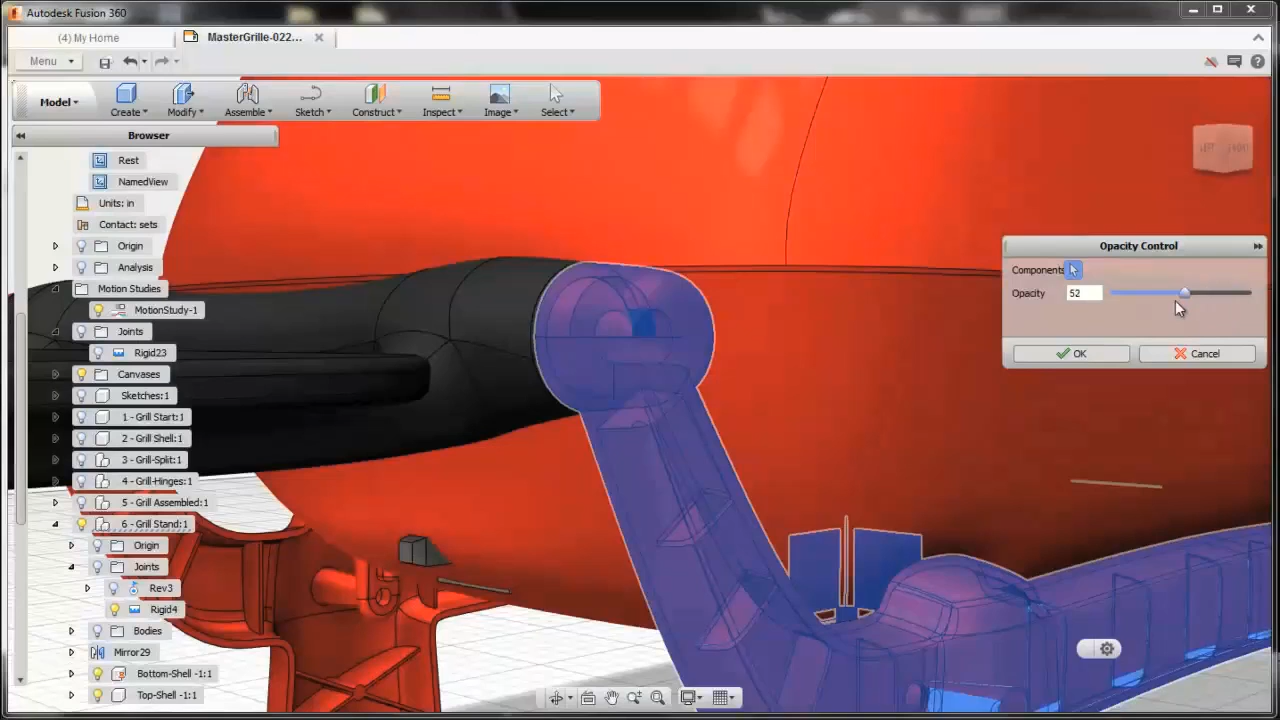 Autodesk Fusion 360
(4) My Home
MasterGrille-022...
Menu
Model
Create
Modify
Assemble
Sketch
Construct
Inspect
Image
Select
Browser
Rest
NamedView
Units: in
Contact: sets
Origin
Analysis
Motion Studies
MotionStudy-1
Joints
Rigid23
Canvases
Sketches:1
1 - Grill Start:1
2 - Grill Shell:1
3 - Grill-Split:1
4 - Grill-Hinges:1
5 - Grill Assembled:1
6 - Grill Stand:1
Origin
Joints
Rev3
Rigid4
Bodies
Mirror29
Bottom-Shell -1:1
Top-Shell -1:1
Opacity Control
Components
Opacity 52
OK Cancel